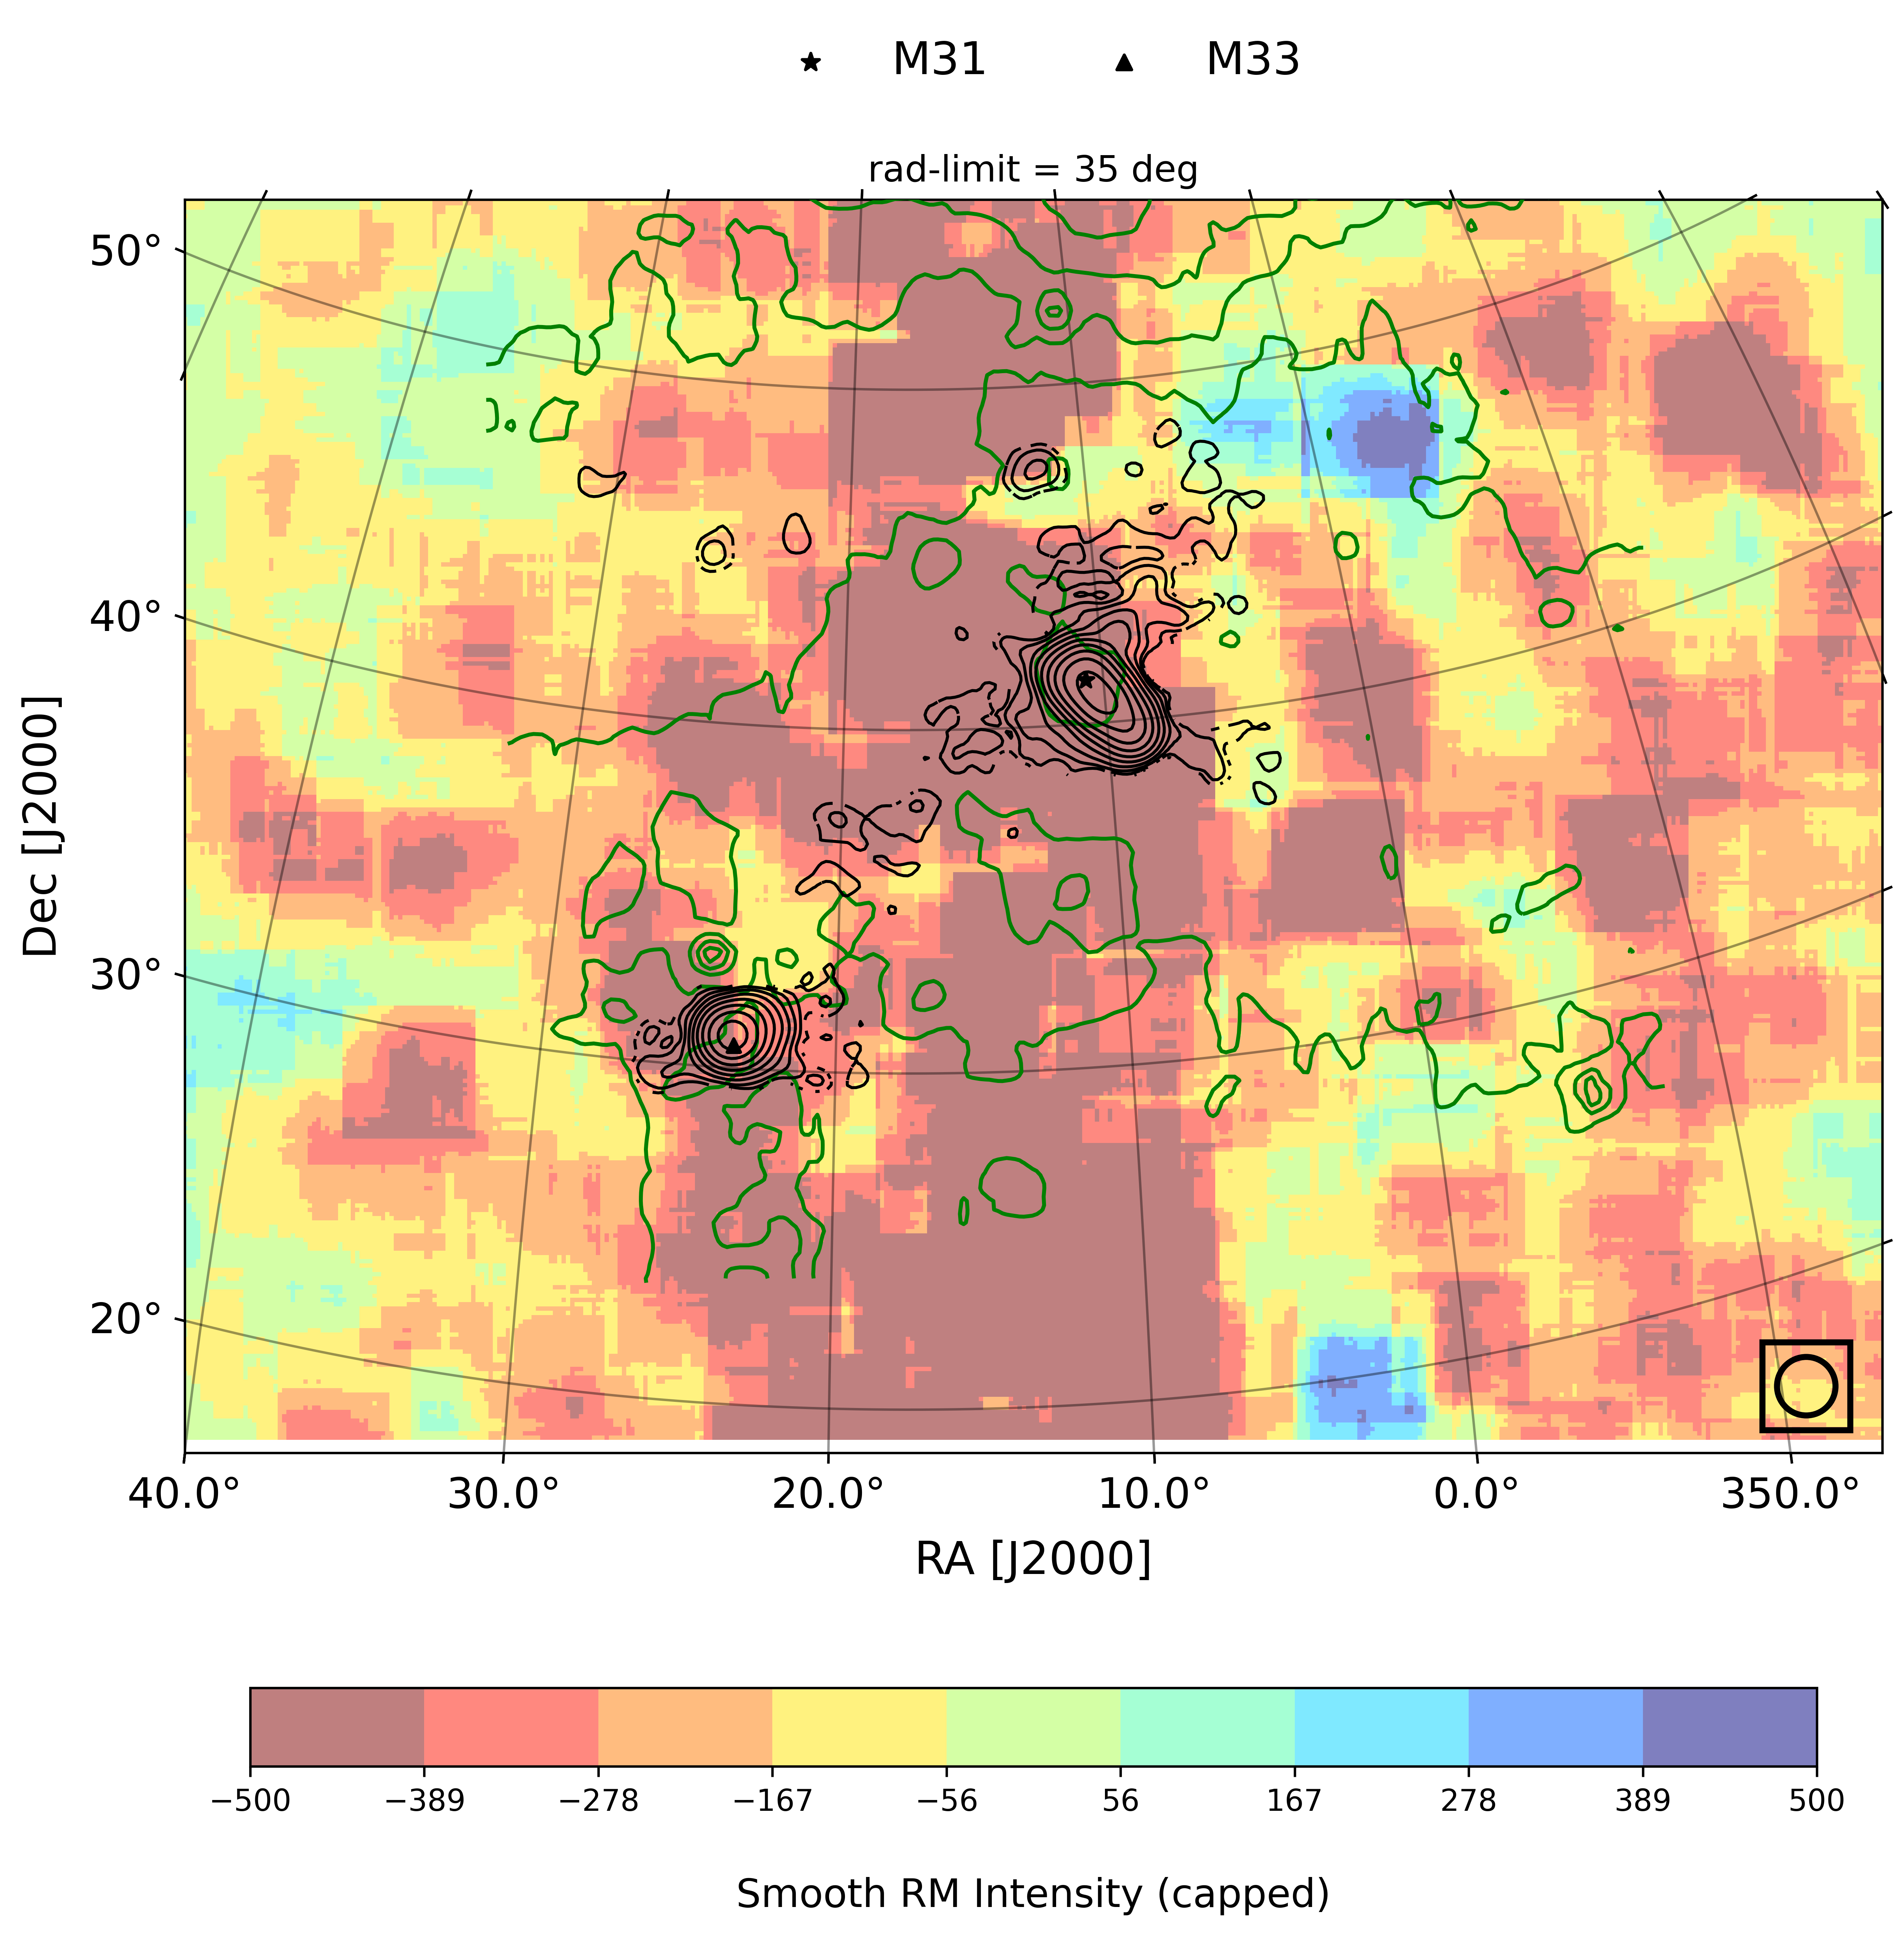 M31 M33
rad-limit = 35 deg
50°
40°
30°
20°
Dec [J2000]
40.0° 30.0° 20.0° 10.0° 0.0° 350.0°
RA [J2000]
−500 −389 −278 −167 −56 56 167 278 389 500
Smooth RM Intensity (capped)